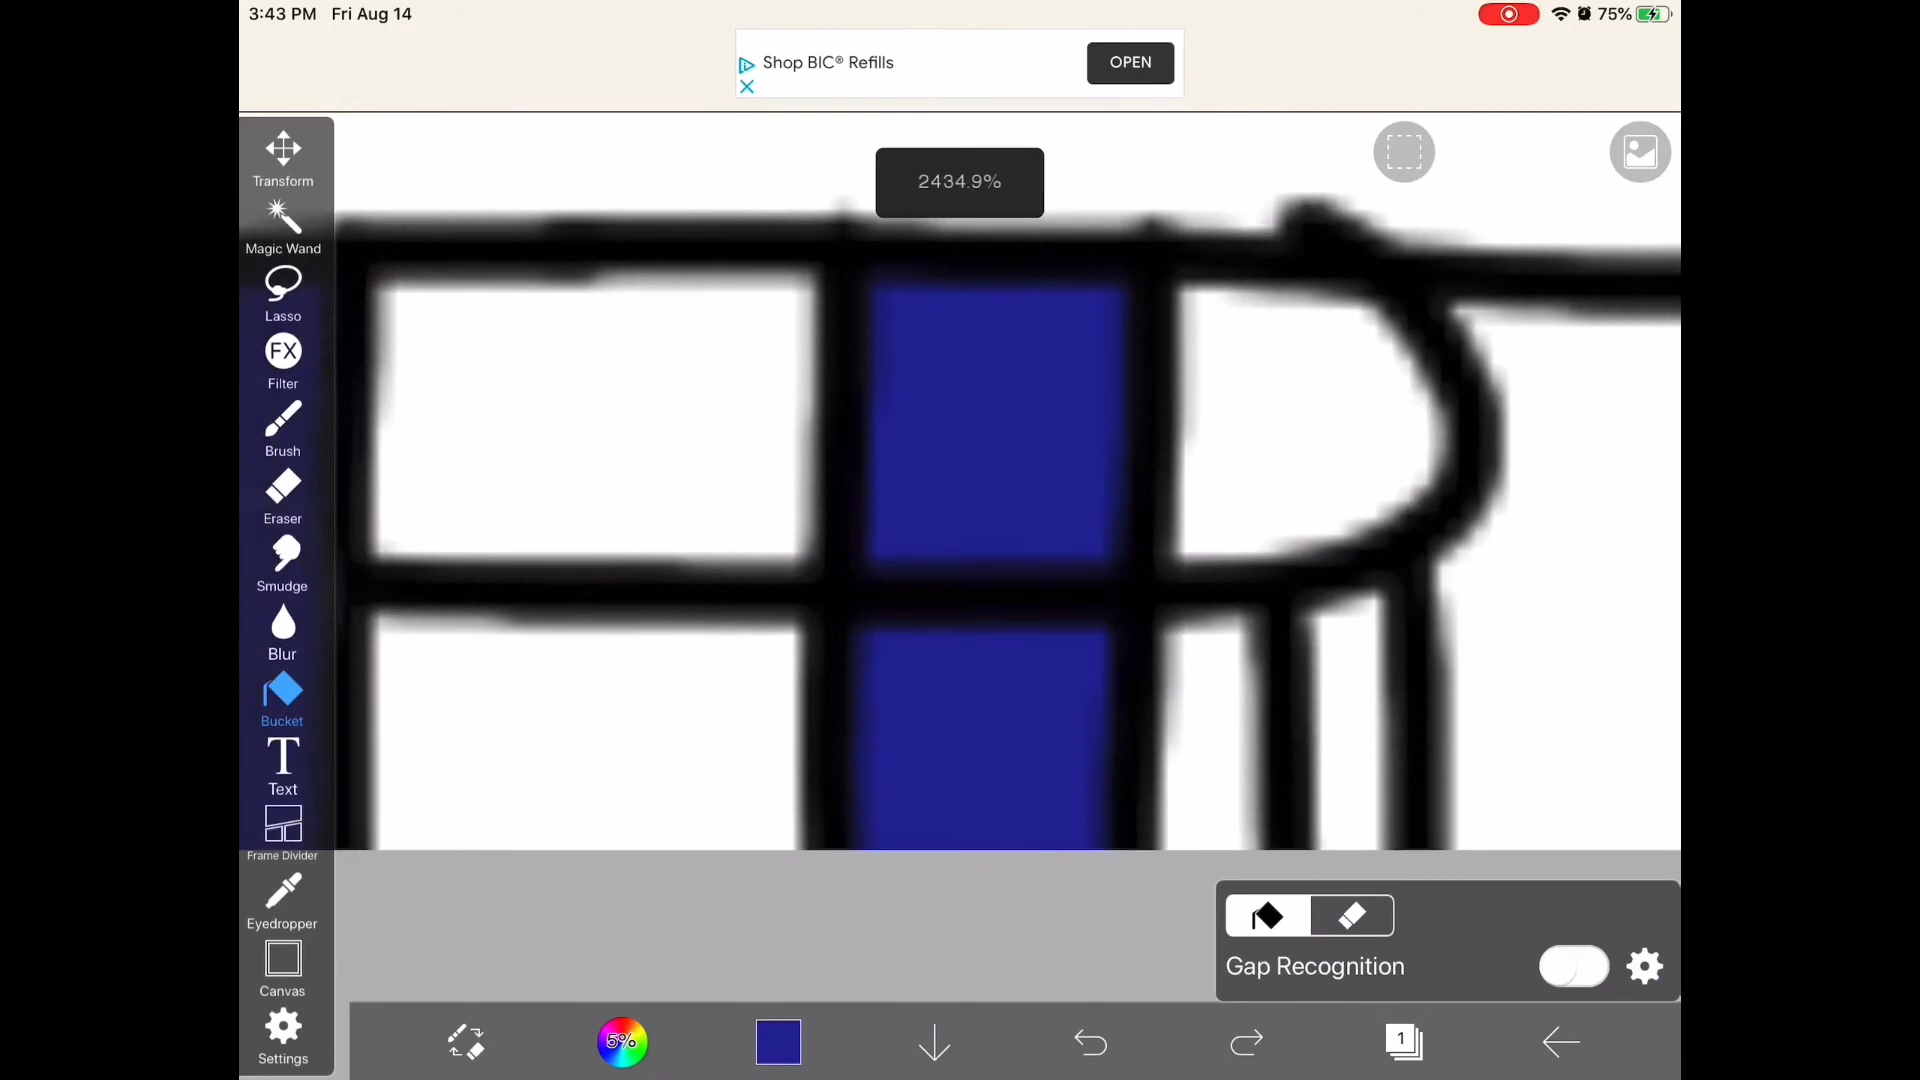 3:43 PM Fri Aug 14
75%
Shop BIC® Refills
OPEN
2434.9%
Transform
Magic Wand
Lasso
FX
Filter
Brush
Eraser
Smudge
Blur
Bucket
T
Text
Frame Divider
Eyedropper
Canvas
Settings
Gap Recognition
5%
1